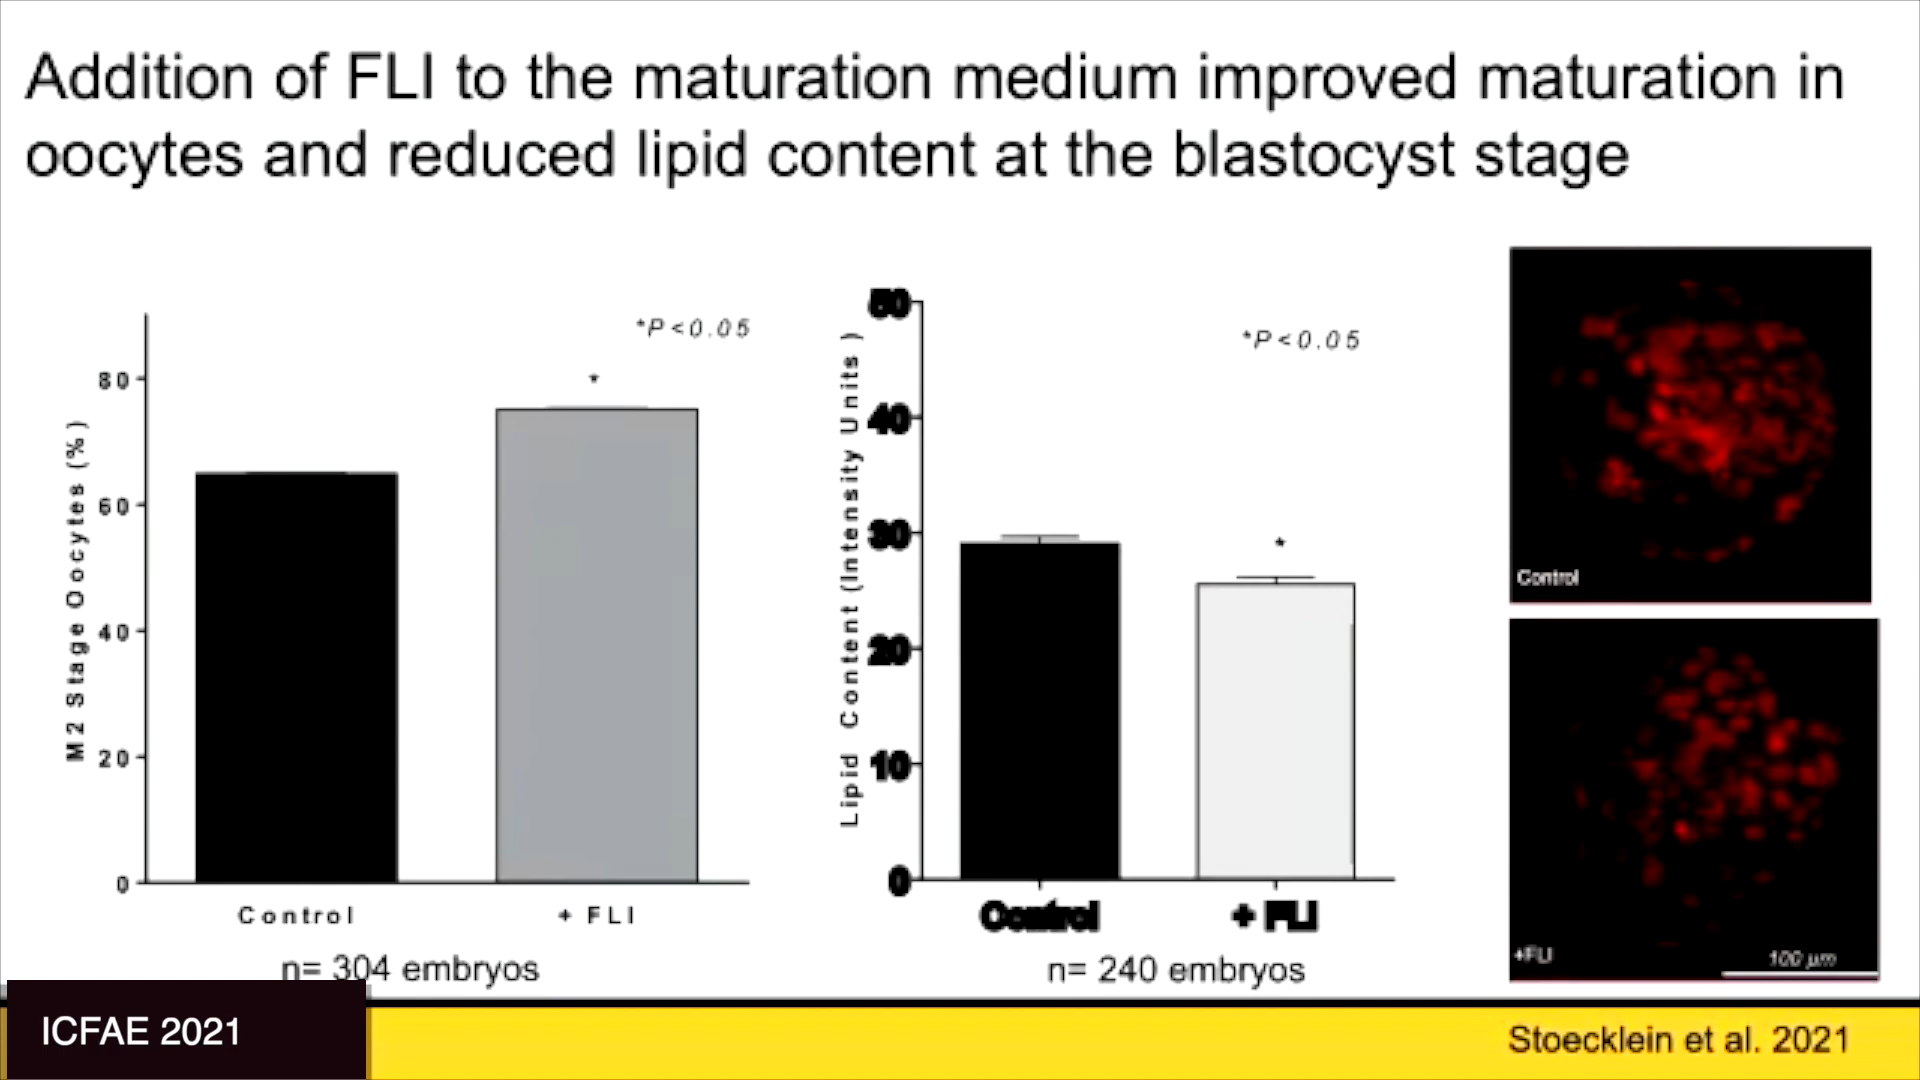 Addition of FLI to the maturation medium improved maturation in
oocytes and reduced lipid content at the blastocyst stage
*P<0.05
*
M2 Stage Oocytes (%)
80
60
40
20
0
Control
+ FLI
n= 304 embryos
*P<0.05
*
Lipid Content (Intensity Units)
50
40
30
20
10
0
Control
+ FLI
n= 240 embryos
Control
+FLI
100 µm
ICFAE 2021
Stoecklein et al. 2021